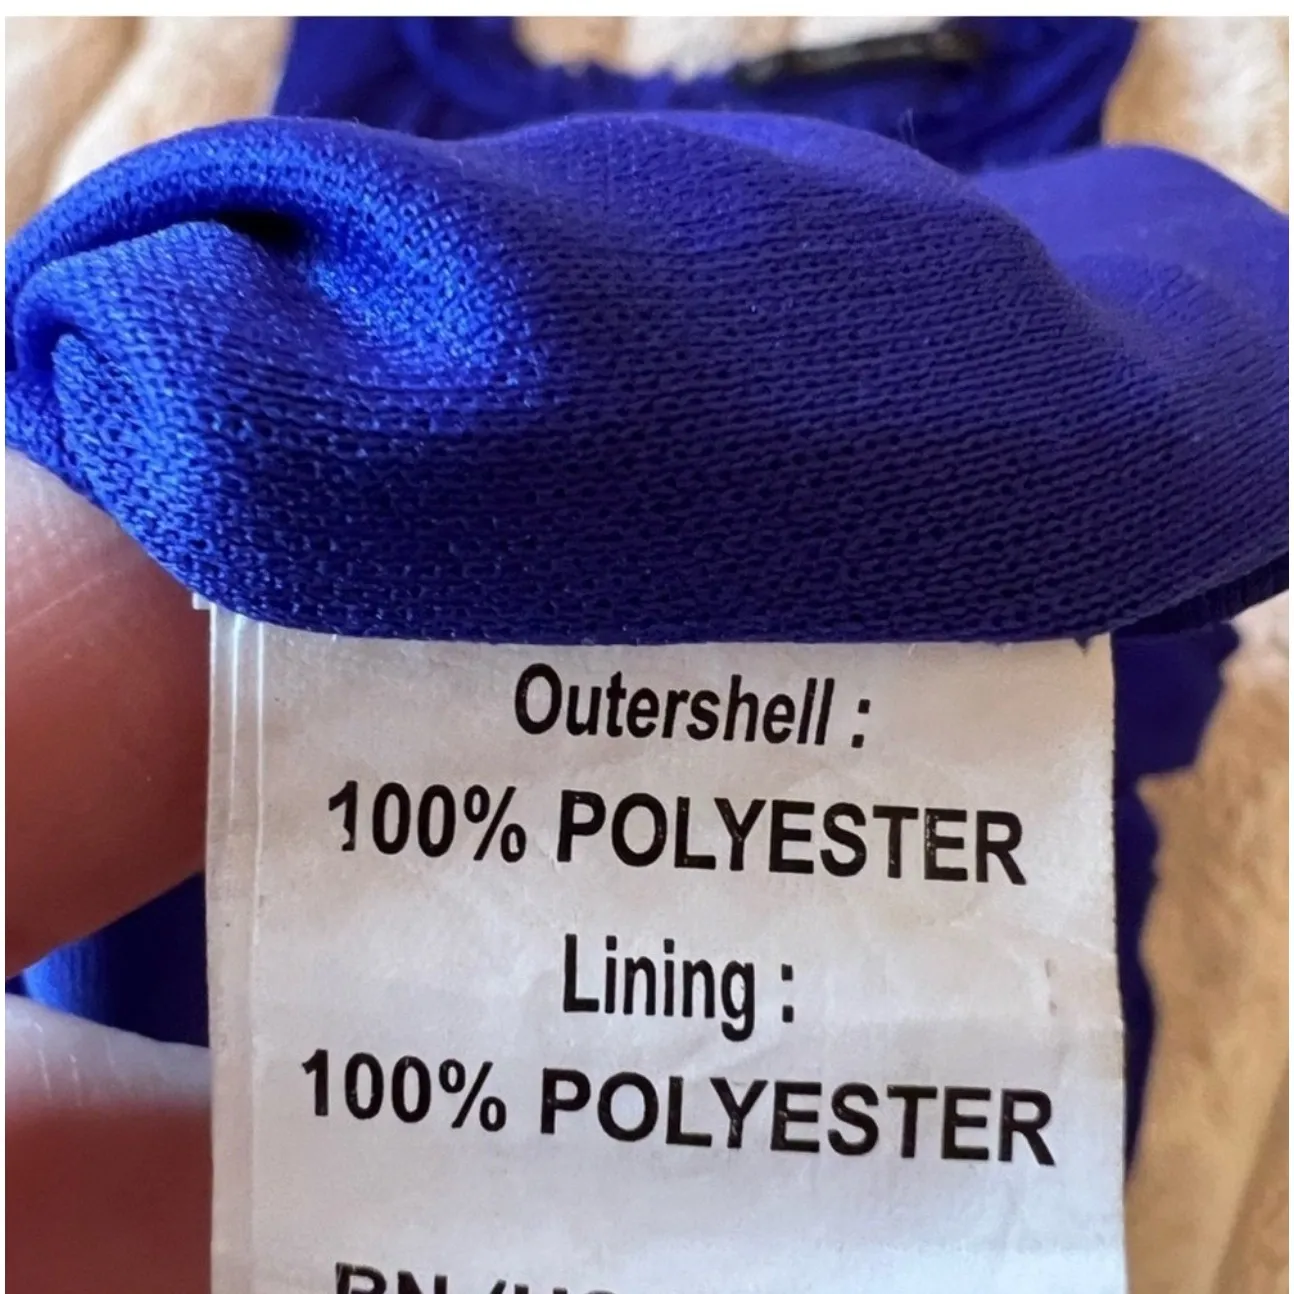 Outershell :
100% POLYESTER
Lining :
100% POLYESTER